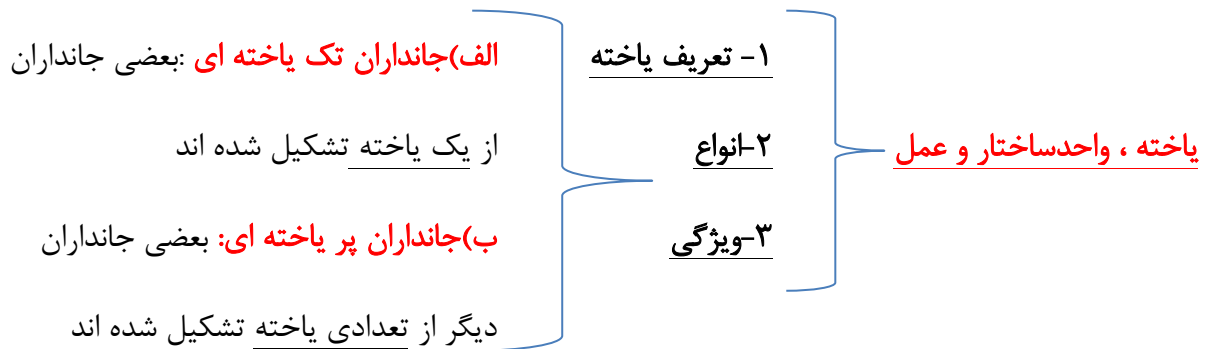 یاخته ، واحدساختار و عمل
۱- تعریف یاخته
۲-انواع
۳-ویژگی
الف)جانداران تک یاخته ای :بعضی جانداران
از یک یاخته تشکیل شده اند
ب)جانداران پر یاخته ای: بعضی جانداران
دیگر از تعدادی یاخته تشکیل شده اند